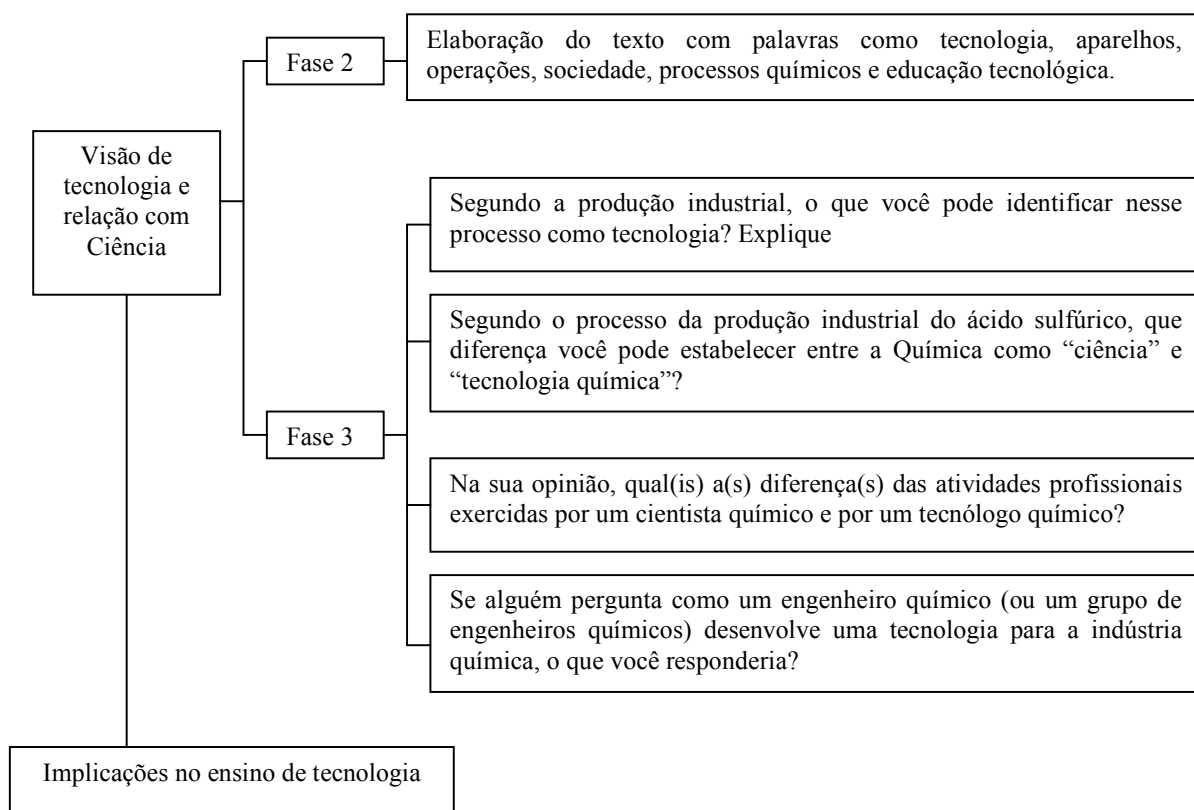 Fase 2
Elaboração do texto com palavras como tecnologia, aparelhos,
operações, sociedade, processos químicos e educação tecnológica.
Visão de
tecnologia e
relação com
Ciência
Segundo a produção industrial, o que você pode identificar nesse
processo como tecnologia? Explique
Segundo o processo da produção industrial do ácido sulfúrico, que
diferença você pode estabelecer entre a Química como “ciência” e
“tecnologia química”?
Fase 3
Na sua opinião, qual(is) a(s) diferença(s) das atividades profissionais
exercidas por um cientista químico e por um tecnólogo químico?
Se alguém pergunta como um engenheiro químico (ou um grupo de
engenheiros químicos) desenvolve uma tecnologia para a indústria
química, o que você responderia?
Implicações no ensino de tecnologia